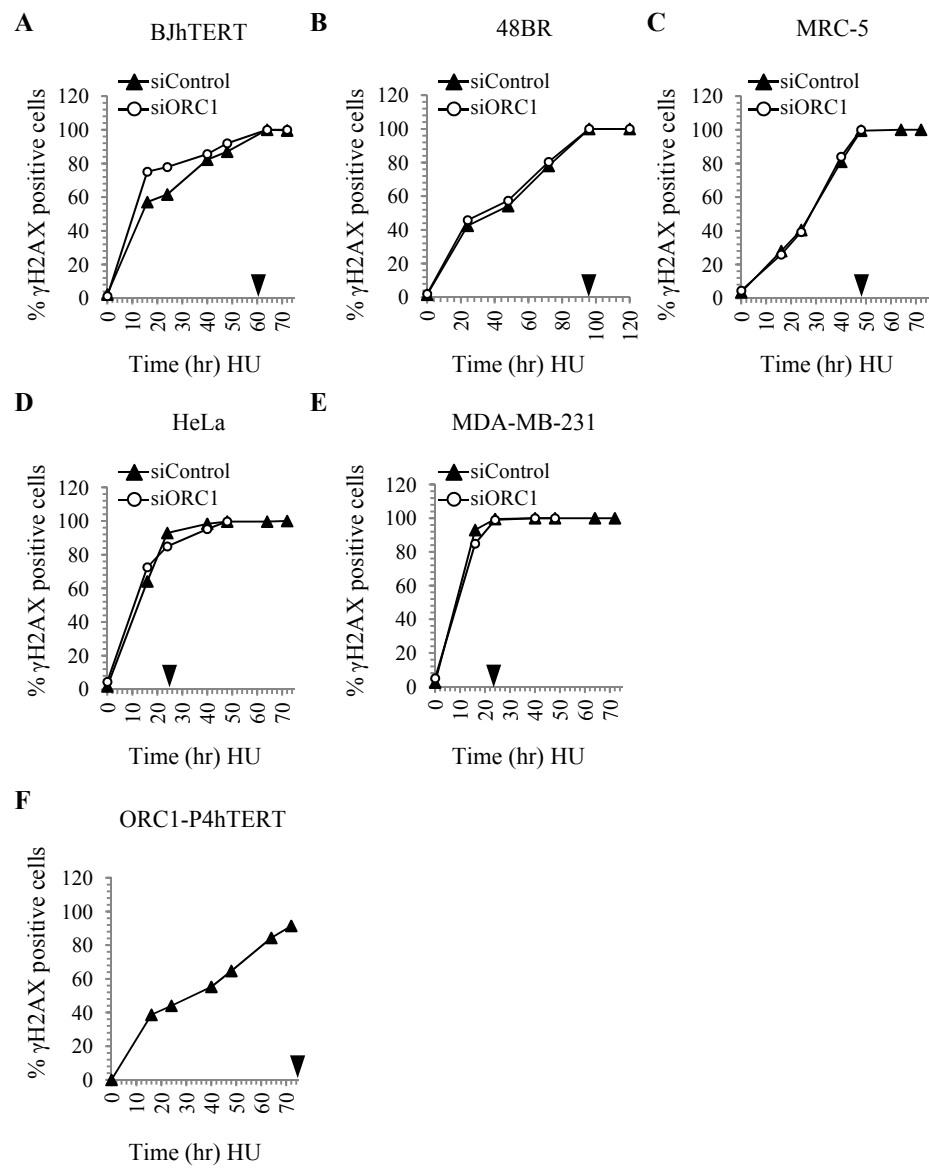 A
BJhTERT
siControl
siORC1
120
100
80
60
40
20
0
% γH2AX positive cells
0 10 20 30 40 50 60 70
Time (hr) HU
B
48BR
siControl
siORC1
120
100
80
60
40
20
0
% γH2AX positive cells
0 20 40 60 80 100 120
Time (hr) HU
C
MRC-5
siControl
siORC1
120
100
80
60
40
20
0
% γH2AX positive cells
0 10 20 30 40 50 60 70
Time (hr) HU
D
HeLa
siControl
siORC1
120
100
80
60
40
20
0
% γH2AX positive cells
0 10 20 30 40 50 60 70
Time (hr) HU
E
MDA-MB-231
siControl
siORC1
120
100
80
60
40
20
0
% γH2AX positive cells
0 10 20 30 40 50 60 70
Time (hr) HU
F
ORC1-P4hTERT
120
100
80
60
40
20
0
% γH2AX positive cells
0 10 20 30 40 50 60 70
Time (hr) HU